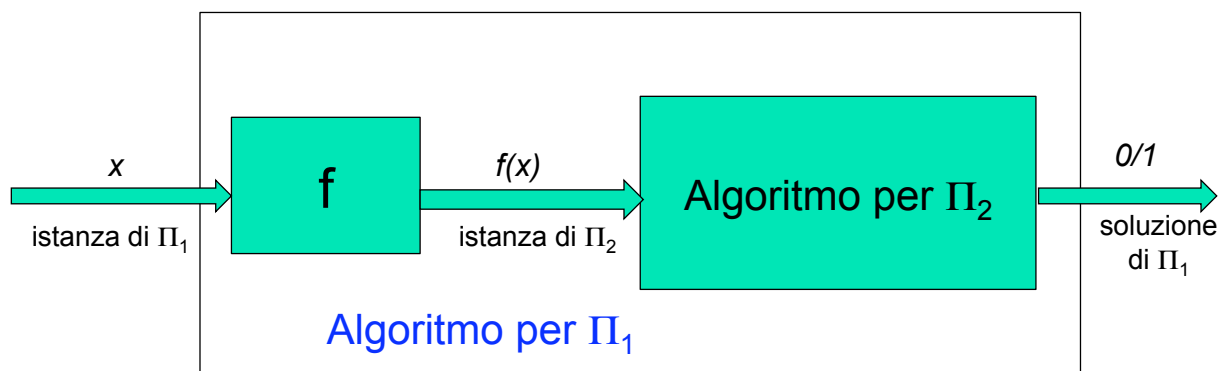 x
istanza di Π1
f
f(x)
istanza di Π2
Algoritmo per Π2
0/1
soluzione
di Π1
Algoritmo per Π1